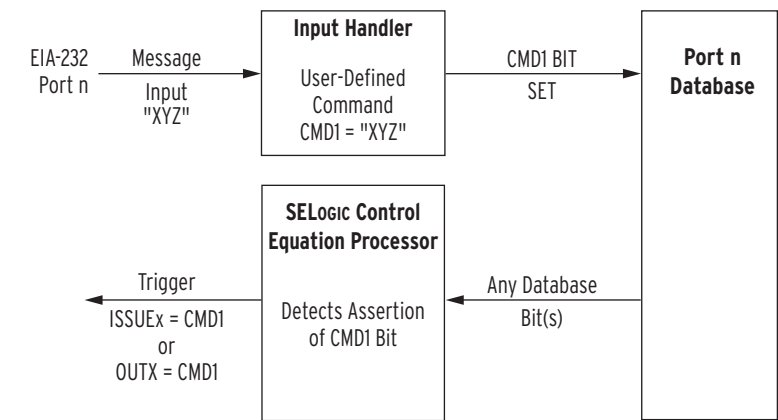 EIA-232
Port n
Message
Input
"XYZ"
Input Handler
User-Defined
Command
CMD1 = "XYZ"
CMD1 BIT
SET
Port n
Database
SELOGIC Control
Equation Processor
Detects Assertion
of CMD1 Bit
Any Database
Bit(s)
Trigger
ISSUEx = CMD1
or
OUTX = CMD1